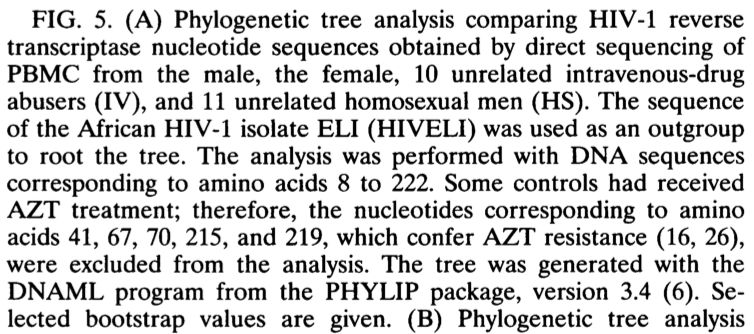 FIG. 5. (A) Phylogenetic tree analysis comparing HIV-1 reverse
transcriptase nucleotide sequences obtained by direct sequencing of
PBMC from the male, the female, 10 unrelated intravenous-drug
abusers (IV), and 11 unrelated homosexual men (HS). The sequence
of the African HIV-1 isolate ELI (HIVELI) was used as an outgroup
to root the tree. The analysis was performed with DNA sequences
corresponding to amino acids 8 to 222. Some controls had received
AZT treatment; therefore, the nucleotides corresponding to amino
acids 41, 67, 70, 215, and 219, which confer AZT resistance (16, 26),
were excluded from the analysis. The tree was generated with the
DNAML program from the PHYLIP package, version 3.4 (6). Se-
lected bootstrap values are given. (B) Phylogenetic tree analysis